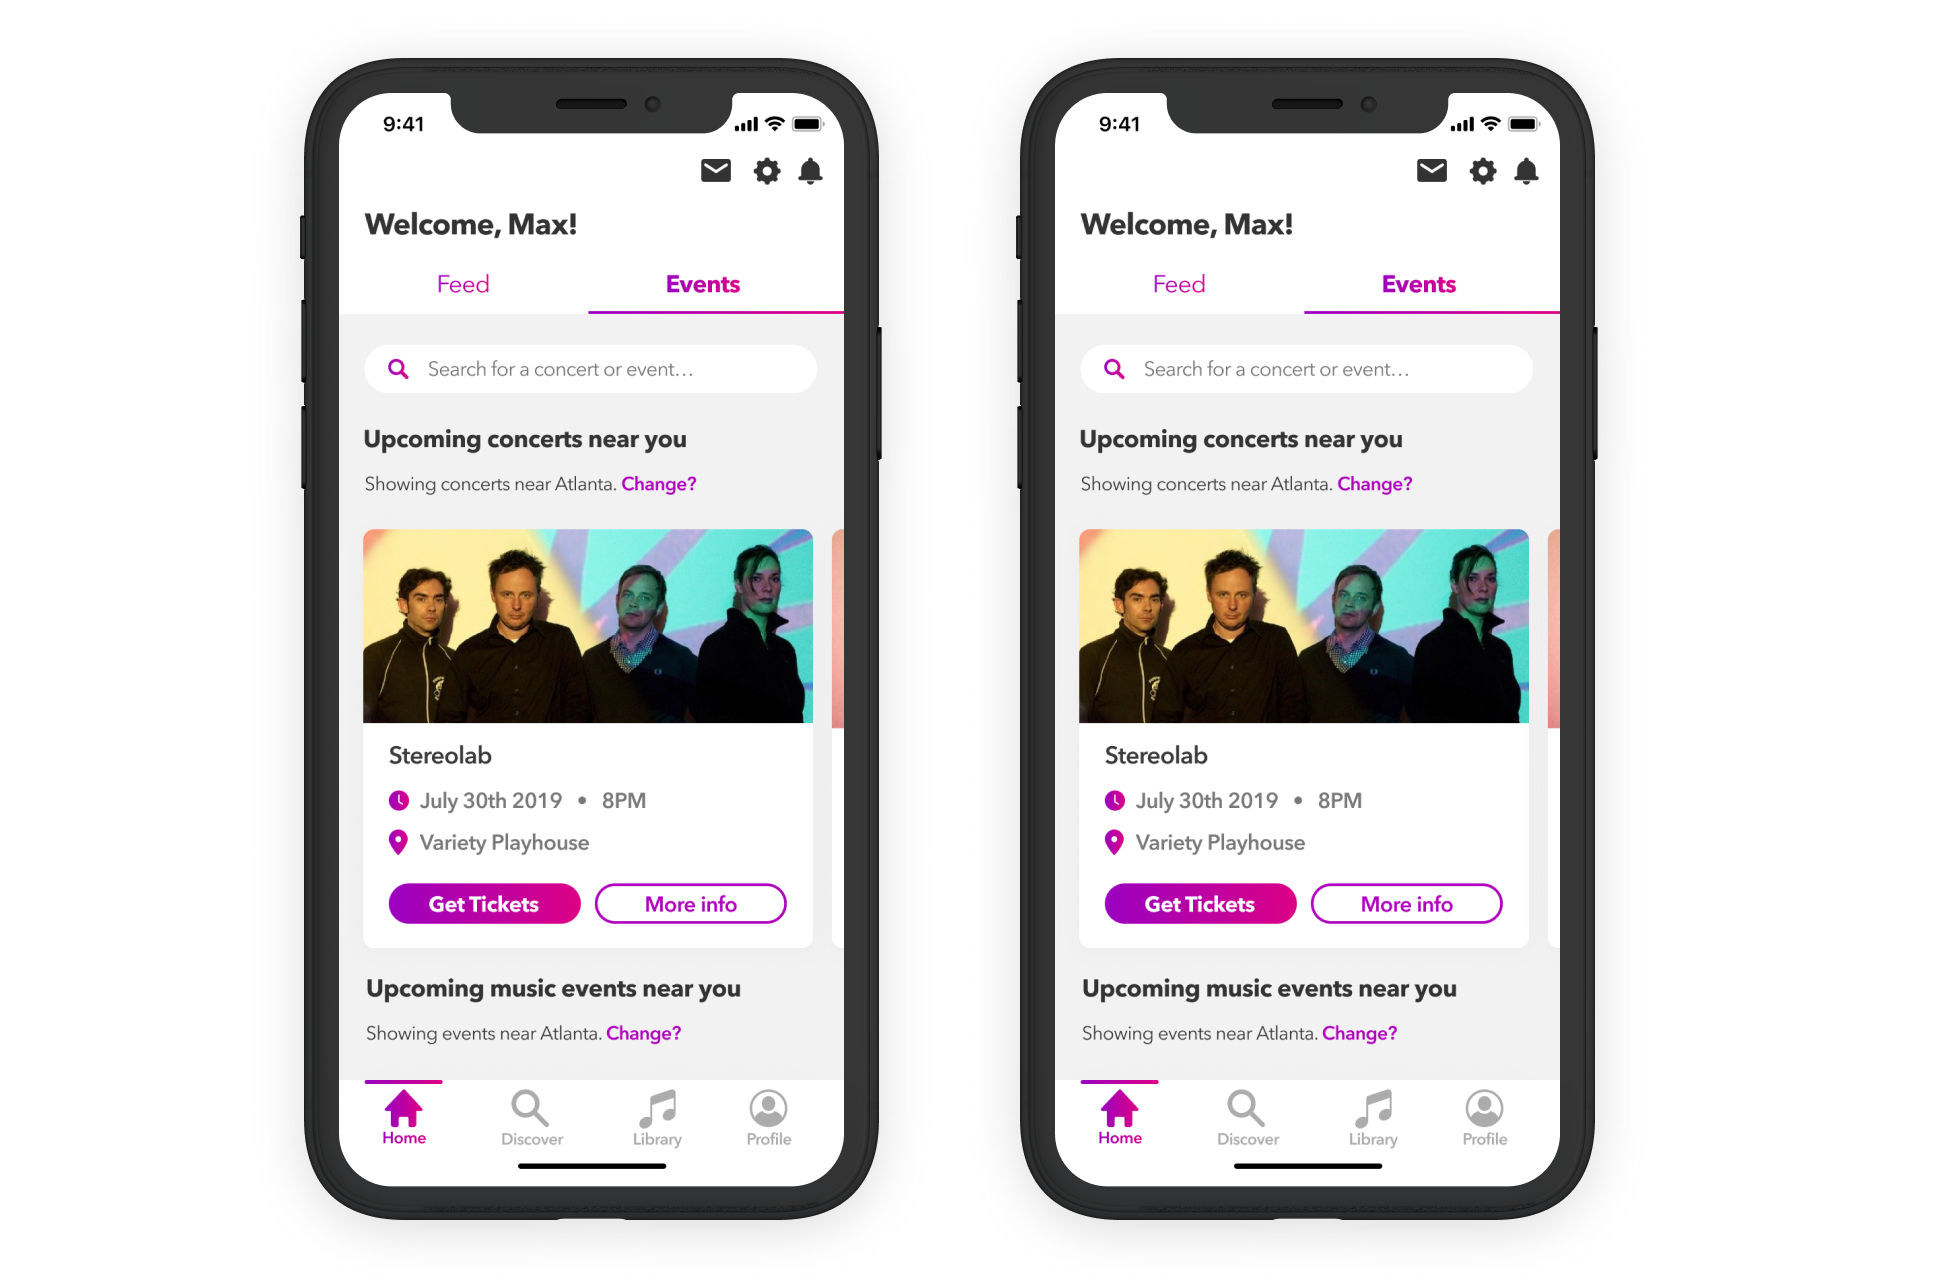 9:41
Welcome, Max!
Feed
Events
Search for a concert or event...
Upcoming concerts near you
Showing concerts near Atlanta. Change?
Stereolab
July 30th 2019 • 8PM
Variety Playhouse
Get Tickets
More info
Upcoming music events near you
Showing events near Atlanta. Change?
Home
Discover
Library
Profile
9:41
Welcome, Max!
Feed
Events
Search for a concert or event...
Upcoming concerts near you
Showing concerts near Atlanta. Change?
Stereolab
July 30th 2019 • 8PM
Variety Playhouse
Get Tickets
More info
Upcoming music events near you
Showing events near Atlanta. Change?
Home
Discover
Library
Profile